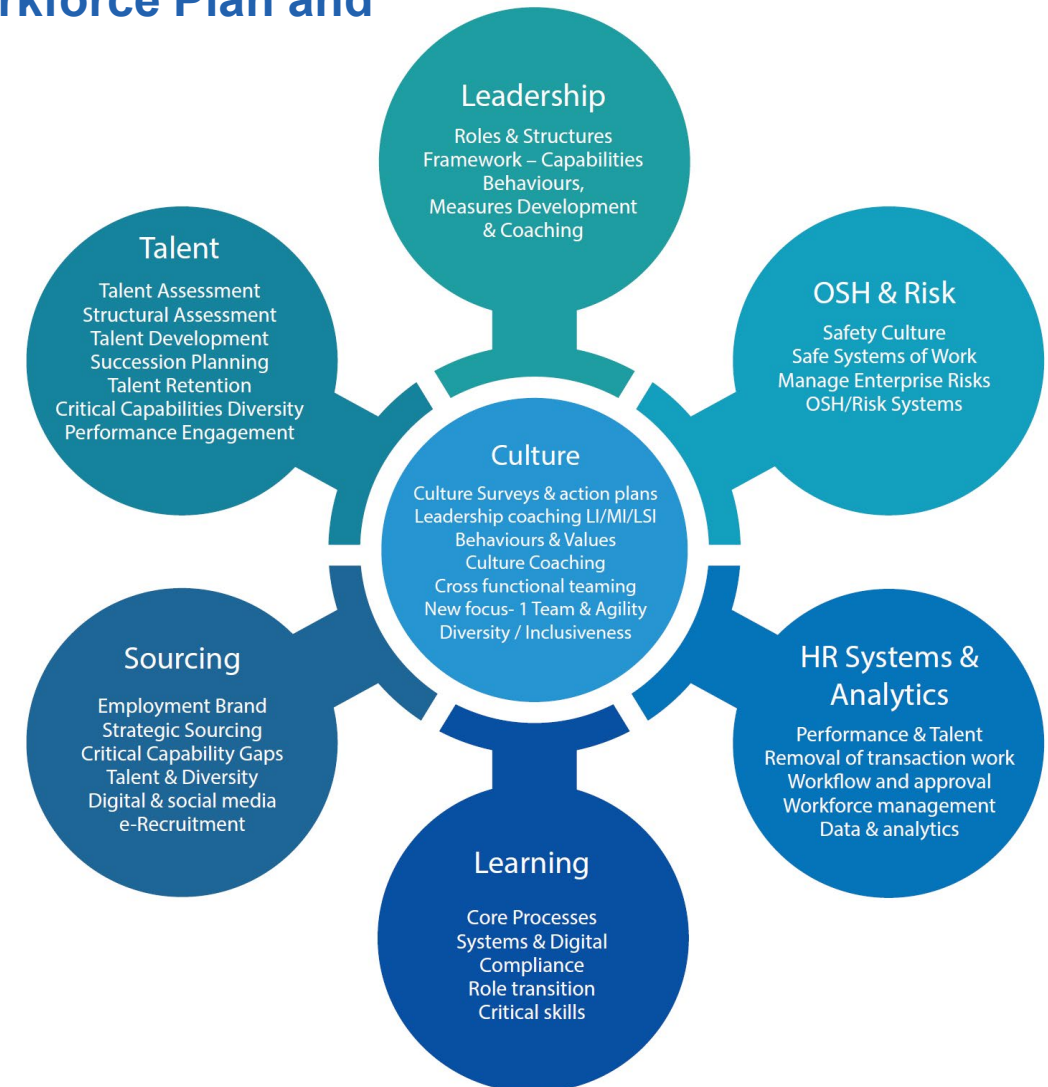 rkforce Plan and
Leadership
Roles & Structures
Framework – Capabilities
Behaviours,
Measures Development
& Coaching
Talent
Talent Assessment
Structural Assessment
Talent Development
Succession Planning
Talent Retention
Critical Capabilities Diversity
Performance Engagement
OSH & Risk
Safety Culture
Safe Systems of Work
Manage Enterprise Risks
OSH/Risk Systems
Culture
Culture Surveys & action plans
Leadership coaching LI/MI/LSI
Behaviours & Values
Culture Coaching
Cross functional teaming
New focus- 1 Team & Agility
Diversity / Inclusiveness
Sourcing
Employment Brand
Strategic Sourcing
Critical Capability Gaps
Talent & Diversity
Digital & social media
e-Recruitment
HR Systems &
Analytics
Performance & Talent
Removal of transaction work
Workflow and approval
Workforce management
Data & analytics
Learning
Core Processes
Systems & Digital
Compliance
Role transition
Critical skills